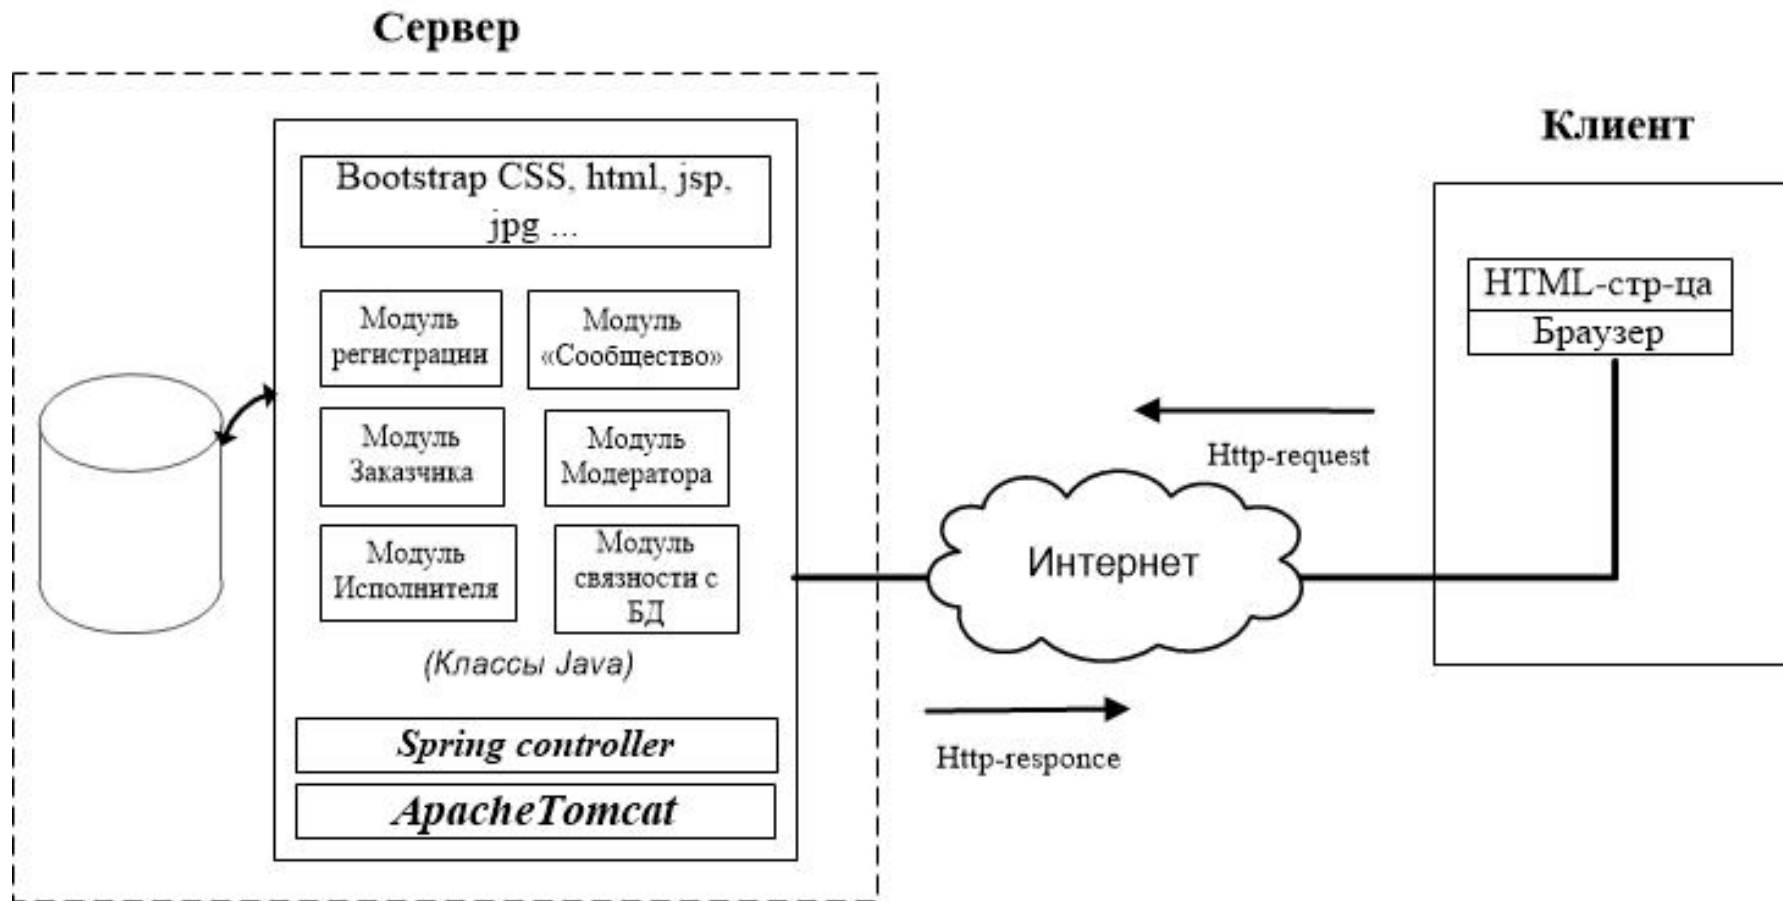 Сервер
Bootstrap CSS, html, jsp,
jpg ...
Модуль
регистрации
Модуль
«Сообщество»
Модуль
Заказчика
Модуль
Модератора
Модуль
Исполнителя
Модуль
связности с
БД
(Классы Java)
Spring controller
ApacheTomcat
Интернет
Http-request
Http-responce
Клиент
HTML-стр-ца
Браузер